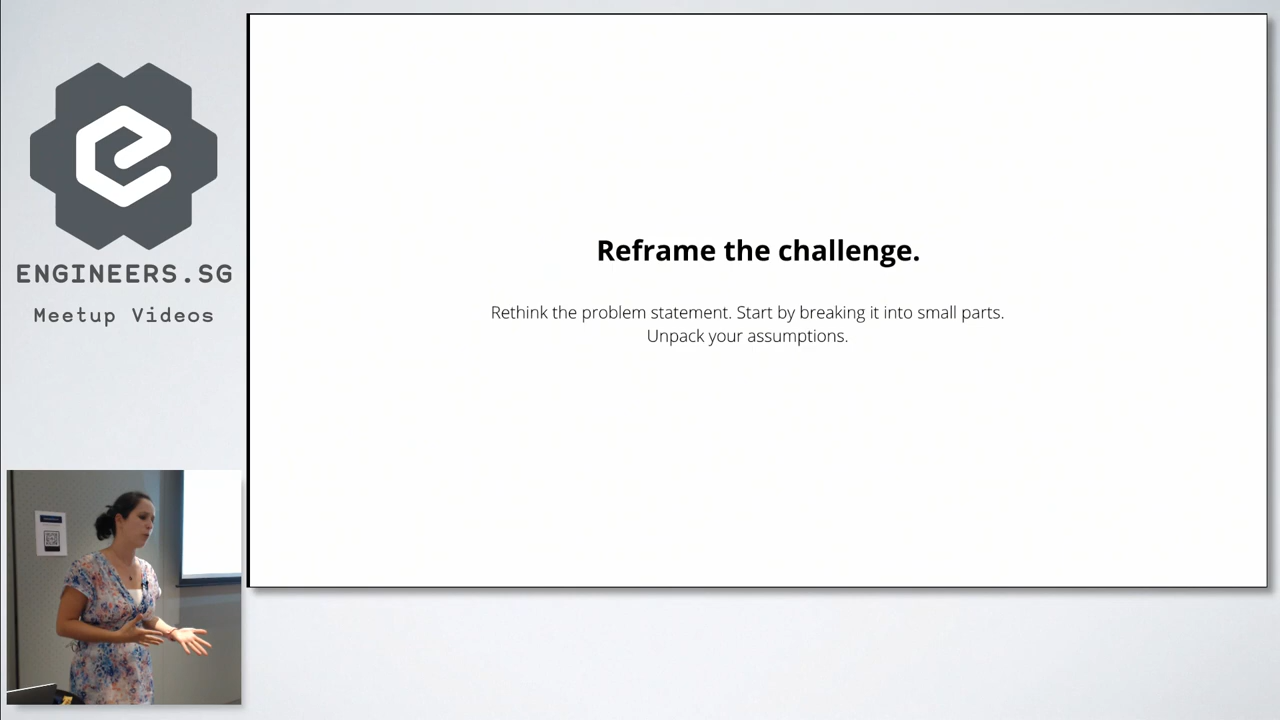 ENGINEERS.SG
Meetup Videos
Reframe the challenge.
Rethink the problem statement. Start by breaking it into small parts.
Unpack your assumptions.